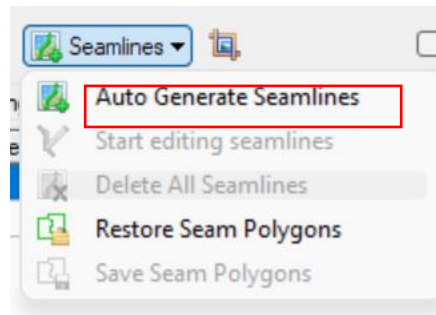 Seamlines
Auto Generate Seamlines
Start editing seamlines
Delete All Seamlines
Restore Seam Polygons
Save Seam Polygons